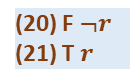 (20) F ¬r
(21) T r